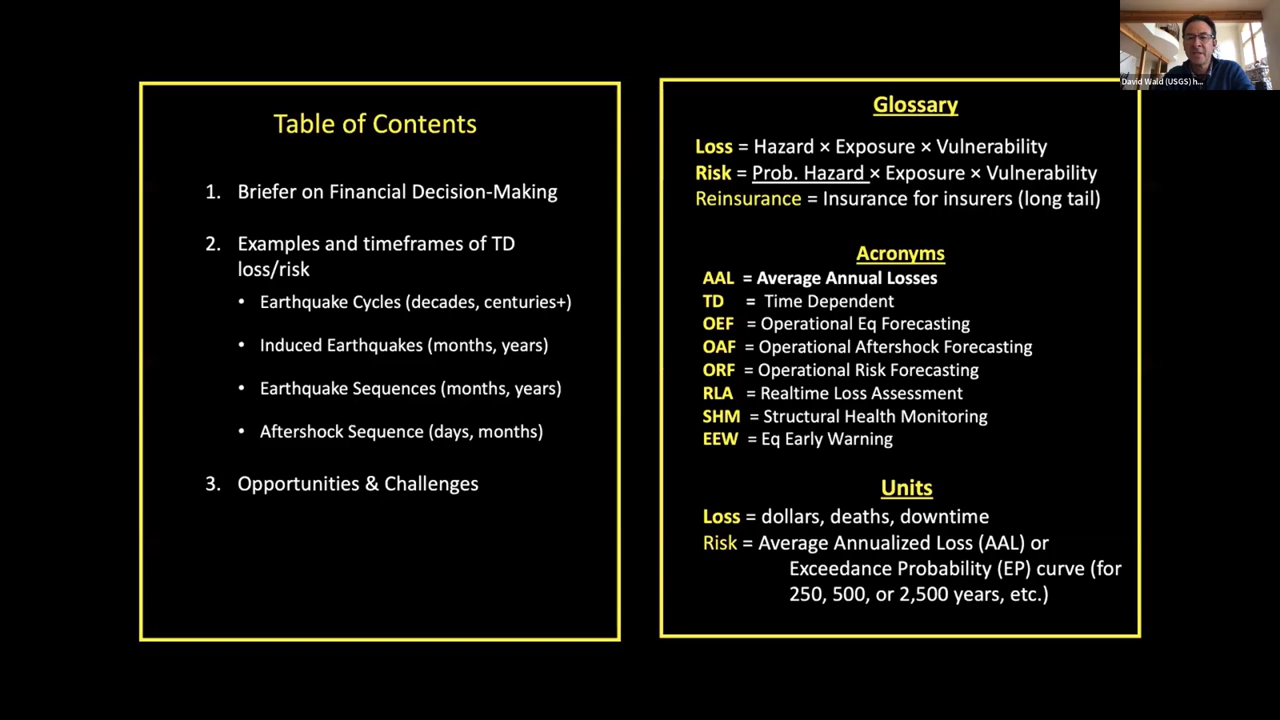 Table of Contents
1. Briefer on Financial Decision-Making
2. Examples and timeframes of TD
loss/risk
• Earthquake Cycles (decades, centuries+)
• Induced Earthquakes (months, years)
• Earthquake Sequences (months, years)
• Aftershock Sequence (days, months)
3. Opportunities & Challenges
Glossary
Loss = Hazard × Exposure × Vulnerability
Risk = Prob. Hazard × Exposure × Vulnerability
Reinsurance = Insurance for insurers (long tail)
Acronyms
AAL = Average Annual Losses
TD = Time Dependent
OEF = Operational Eq Forecasting
OAF = Operational Aftershock Forecasting
ORF = Operational Risk Forecasting
RLA = Realtime Loss Assessment
SHM = Structural Health Monitoring
EEW = Eq Early Warning
Units
Loss = dollars, deaths, downtime
Risk = Average Annualized Loss (AAL) or
Exceedance Probability (EP) curve (for
250, 500, or 2,500 years, etc.)
David Wald (USGS) h...